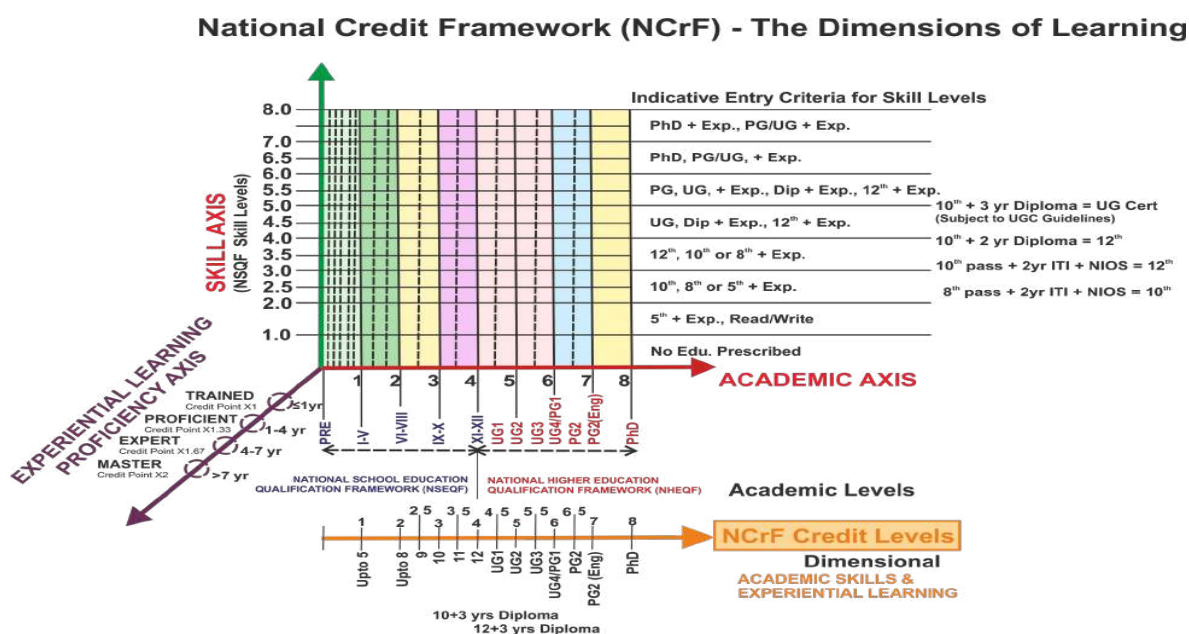 National Credit Framework (NCrF) - The Dimensions of Learning
Indicative Entry Criteria for Skill Levels
8.0
PhD + Exp., PG/UG + Exp.
7.0
6.5
PhD, PG/UG, + Exp.
6.0
5.5
PG, UG, + Exp., Dip + Exp., 12th + Exp.
5.0
10th + 3 yr Diploma = UG Cert
(Subject to UGC Guidelines)
4.5
UG, Dip + Exp., 12th + Exp.
4.0
10th + 2 yr Diploma = 12th
3.5
12th, 10th or 8th + Exp.
3.0
10th pass + 2yr ITI + NIOS = 12th
2.5
10th, 8th or 5th + Exp.
8th pass + 2yr ITI + NIOS = 10th
2.0
5th + Exp., Read/Write
1.0
No Edu. Prescribed
SKILL AXIS
(NSQF Skill Levels)
1 2 3 4 5 6 7 8
ACADEMIC AXIS
EXPERIENTIAL LEARNING
PROFICIENCY AXIS
TRAINED
Credit Point X1
≤1yr
PROFICIENT
Credit Point X1.33
1-4 yr
EXPERT
Credit Point X1.67
4-7 yr
MASTER
Credit Point X2
>7 yr
PRE
I-V
VI-VIII
IX-X
XI-XII
UG1
UG2
UG3
UG4/PG1
PG2
PG2(Eng)
PhD
NATIONAL SCHOOL EDUCATION
QUALIFICATION FRAMEWORK (NSEQF)
NATIONAL HIGHER EDUCATION
QUALIFICATION FRAMEWORK (NHEQF)
Academic Levels
1 2 2 5 3 3 5 4 4 5 5 5 5 6 6 5 7 8
NCrF Credit Levels
Upto 5
Upto 8
9
10
11
12
UG1
UG2
UG3
UG4/PG1
PG2
PG2 (Eng)
PhD
Dimensional
ACADEMIC SKILLS &
EXPERIENTIAL LEARNING
10+3 yrs Diploma
12+3 yrs Diploma